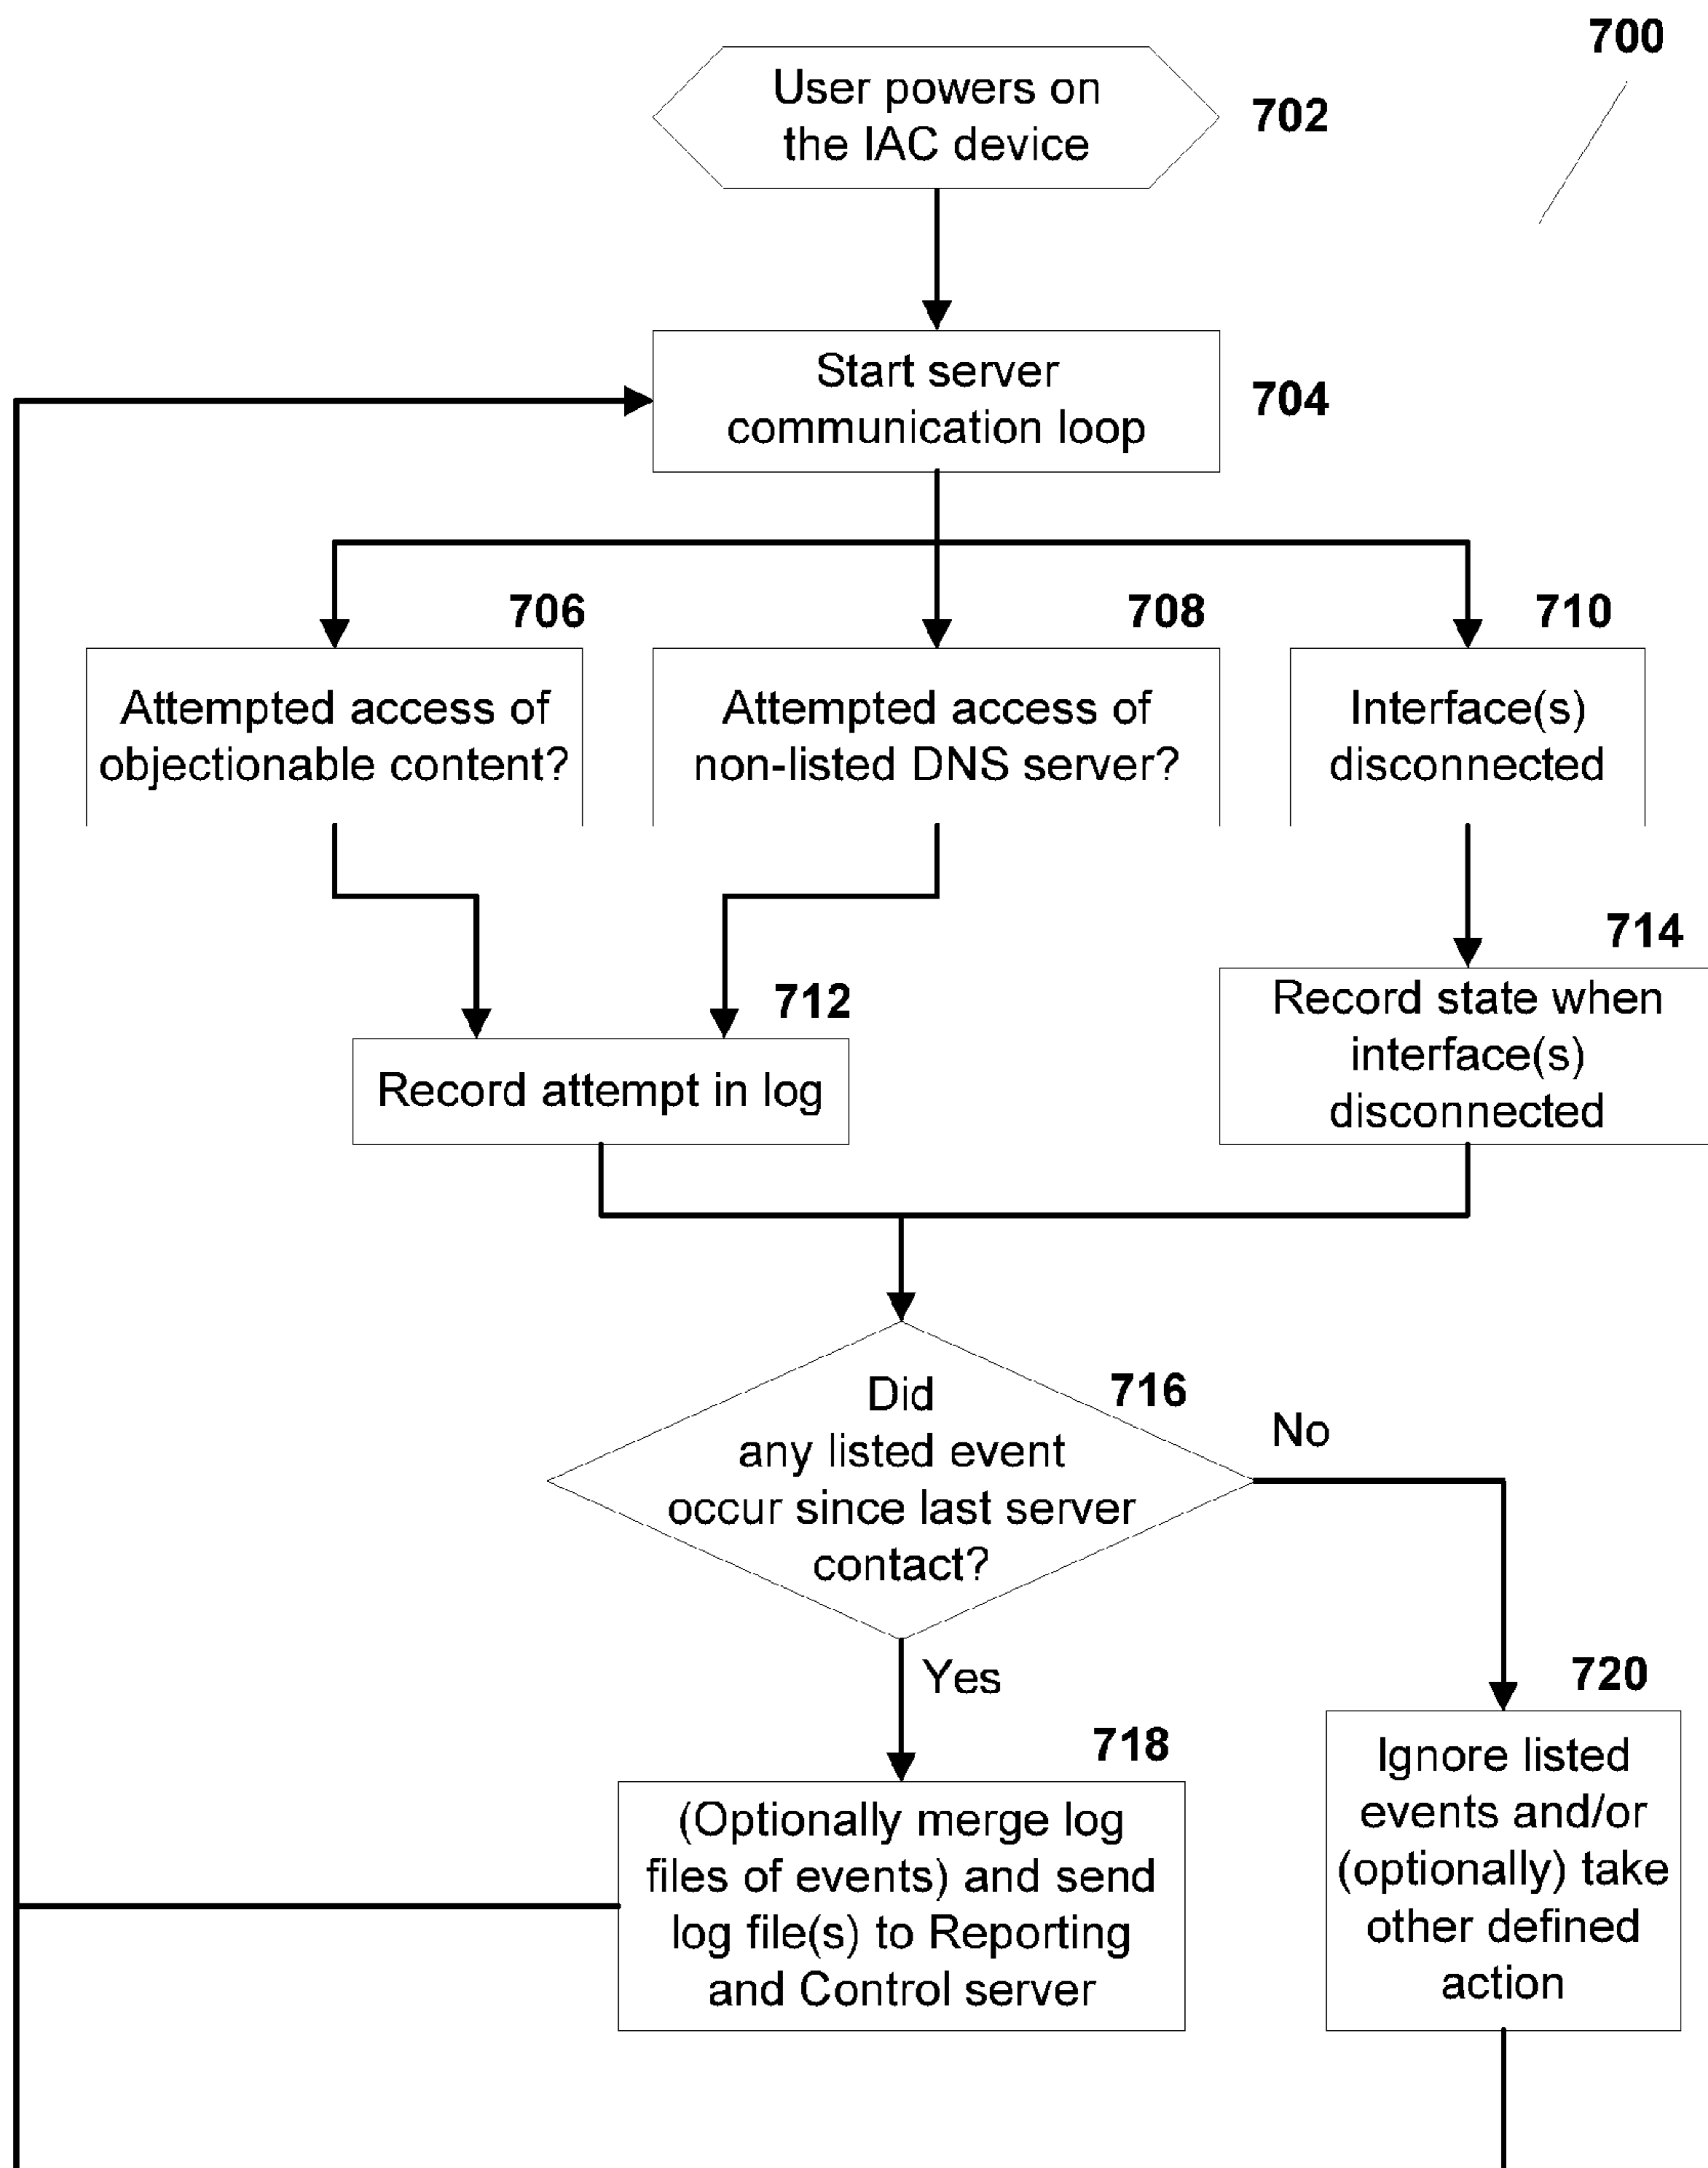 700
User powers on
the IAC device
702
Start server
communication loop
704
706
708
710
Attempted access of
objectionable content?
Attempted access of
non-listed DNS server?
Interface(s)
disconnected
714
712
Record state when
interface(s)
disconnected
Record attempt in log
716
Did
any listed event
occur since last server
contact?
No
Yes
720
718
Ignore listed
events and/or
(optionally) take
other defined
action
(Optionally merge log
files of events) and send
log file(s) to Reporting
and Control server